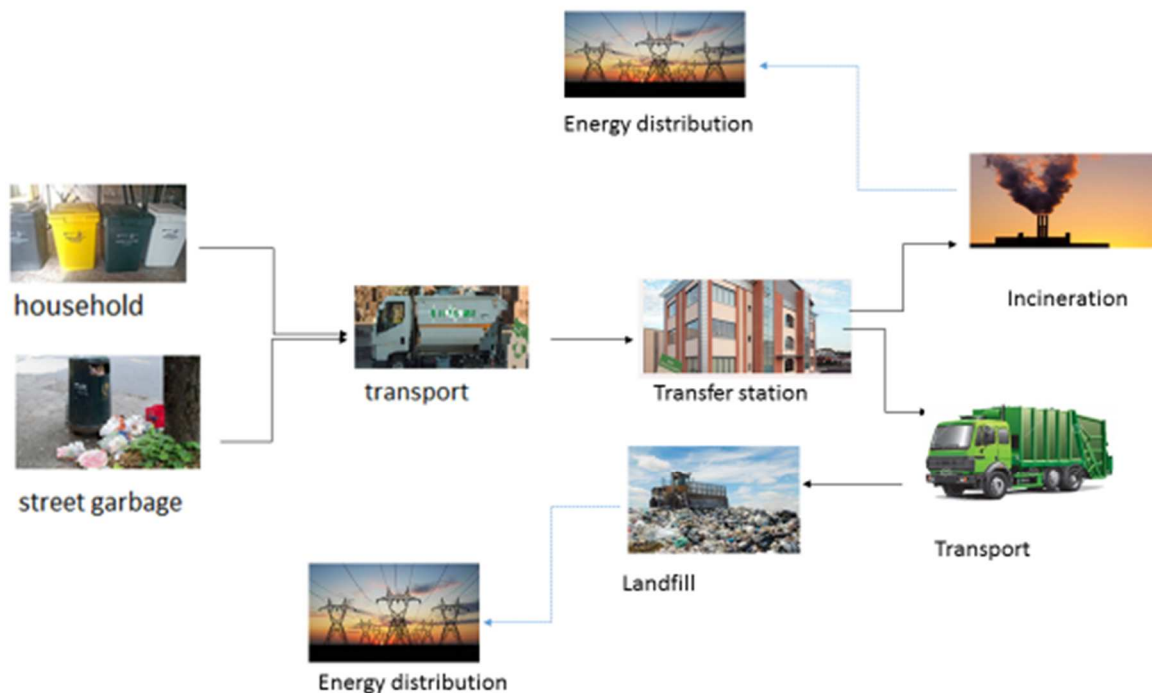 Energy distribution
household
Incineration
transport
Transfer station
street garbage
Transport
Landfill
Energy distribution